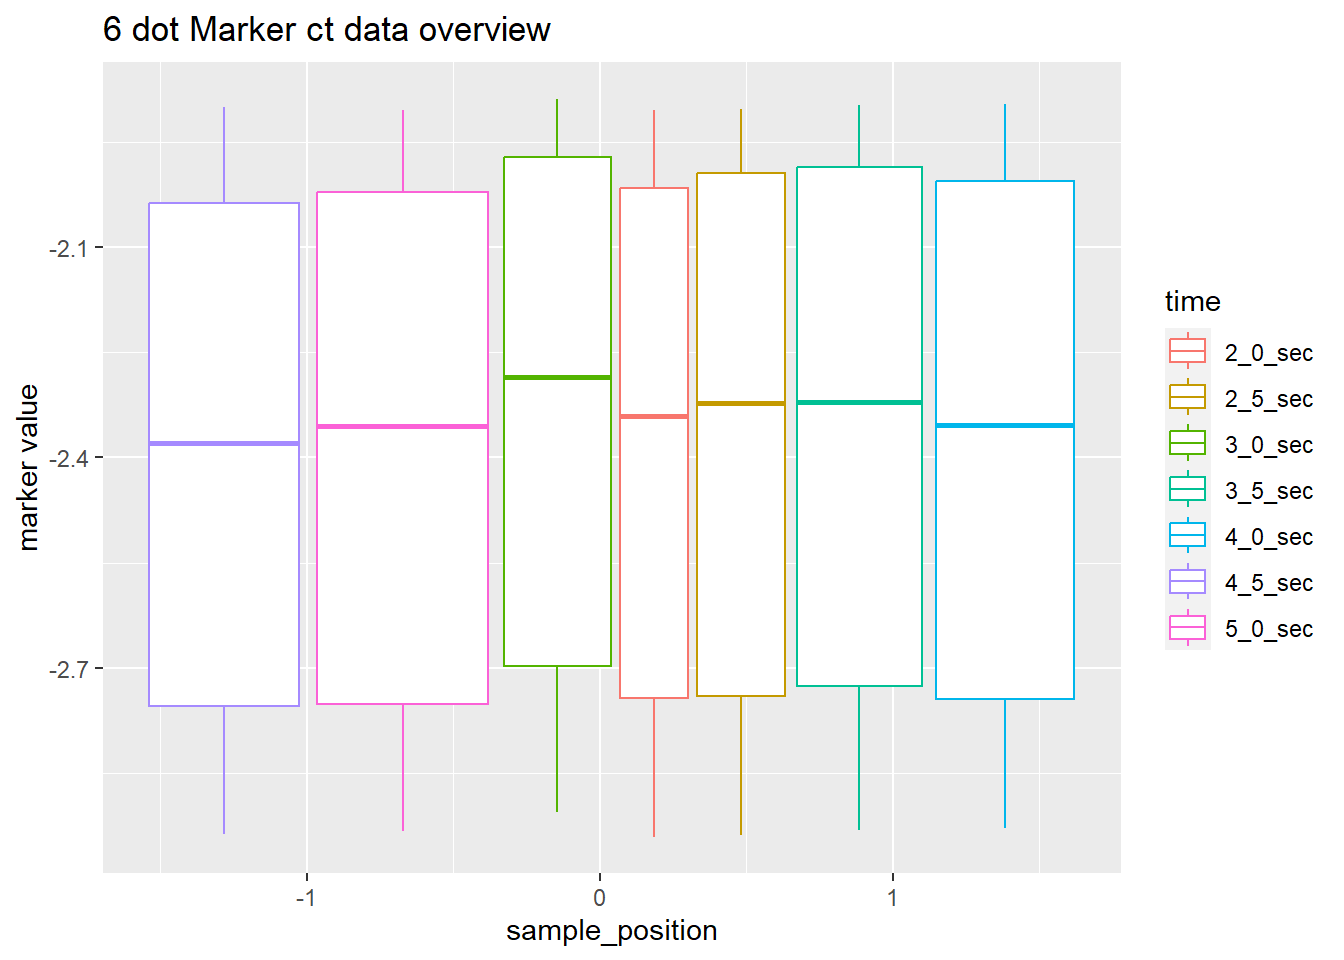 6 dot Marker ct data overview
marker value
-2.1
-2.4
-2.7
-1
0
1
sample_position
time
2_0_sec
2_5_sec
3_0_sec
3_5_sec
4_0_sec
4_5_sec
5_0_sec